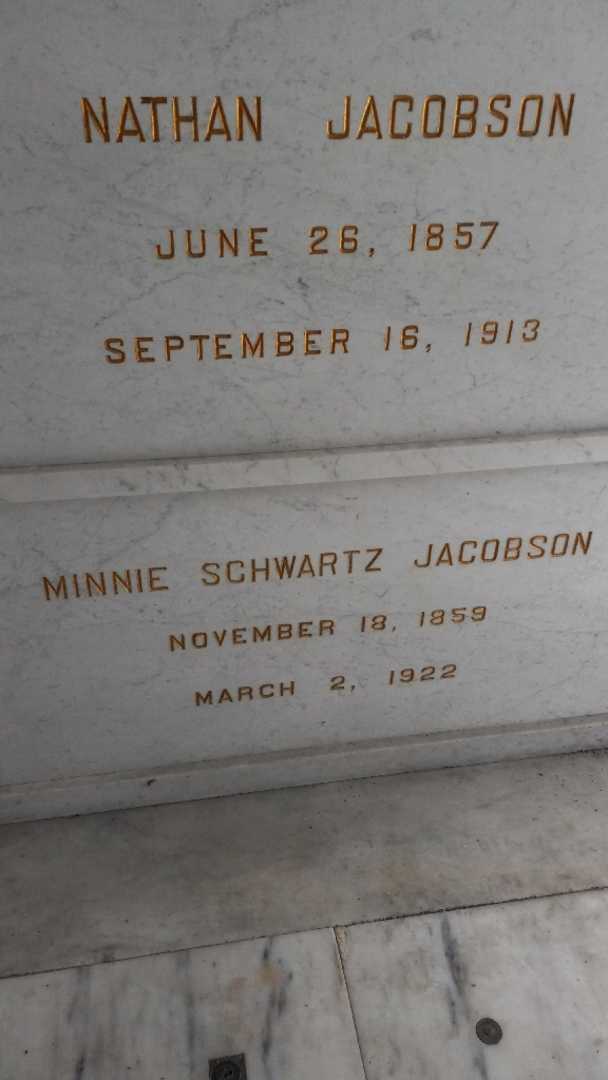 NATHAN JACOBSON
JUNE 26, 1857
SEPTEMBER 16, 1913
MINNIE SCHWARTZ JACOBSON
NOVEMBER 18, 1859
MARCH 2, 1922